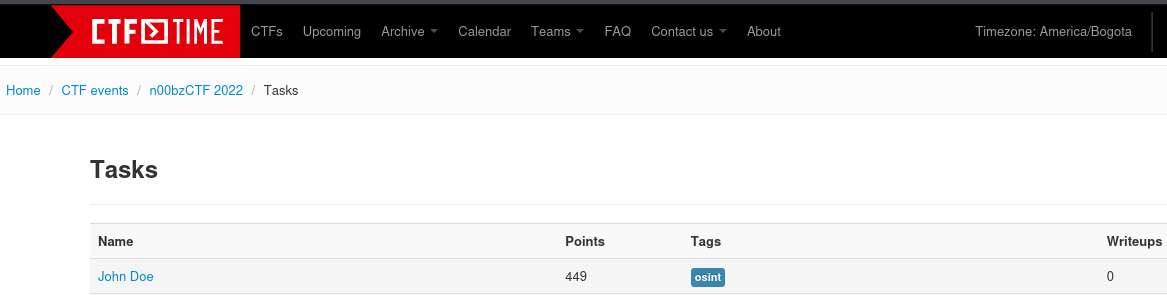 CTF TIME CTFs Upcoming Archive Calendar Teams FAQ Contact us About Timezone: America/Bogota
Home / CTF events / n00bzCTF 2022 / Tasks
Tasks
Name Points Tags Writeups
John Doe 449 osint 0